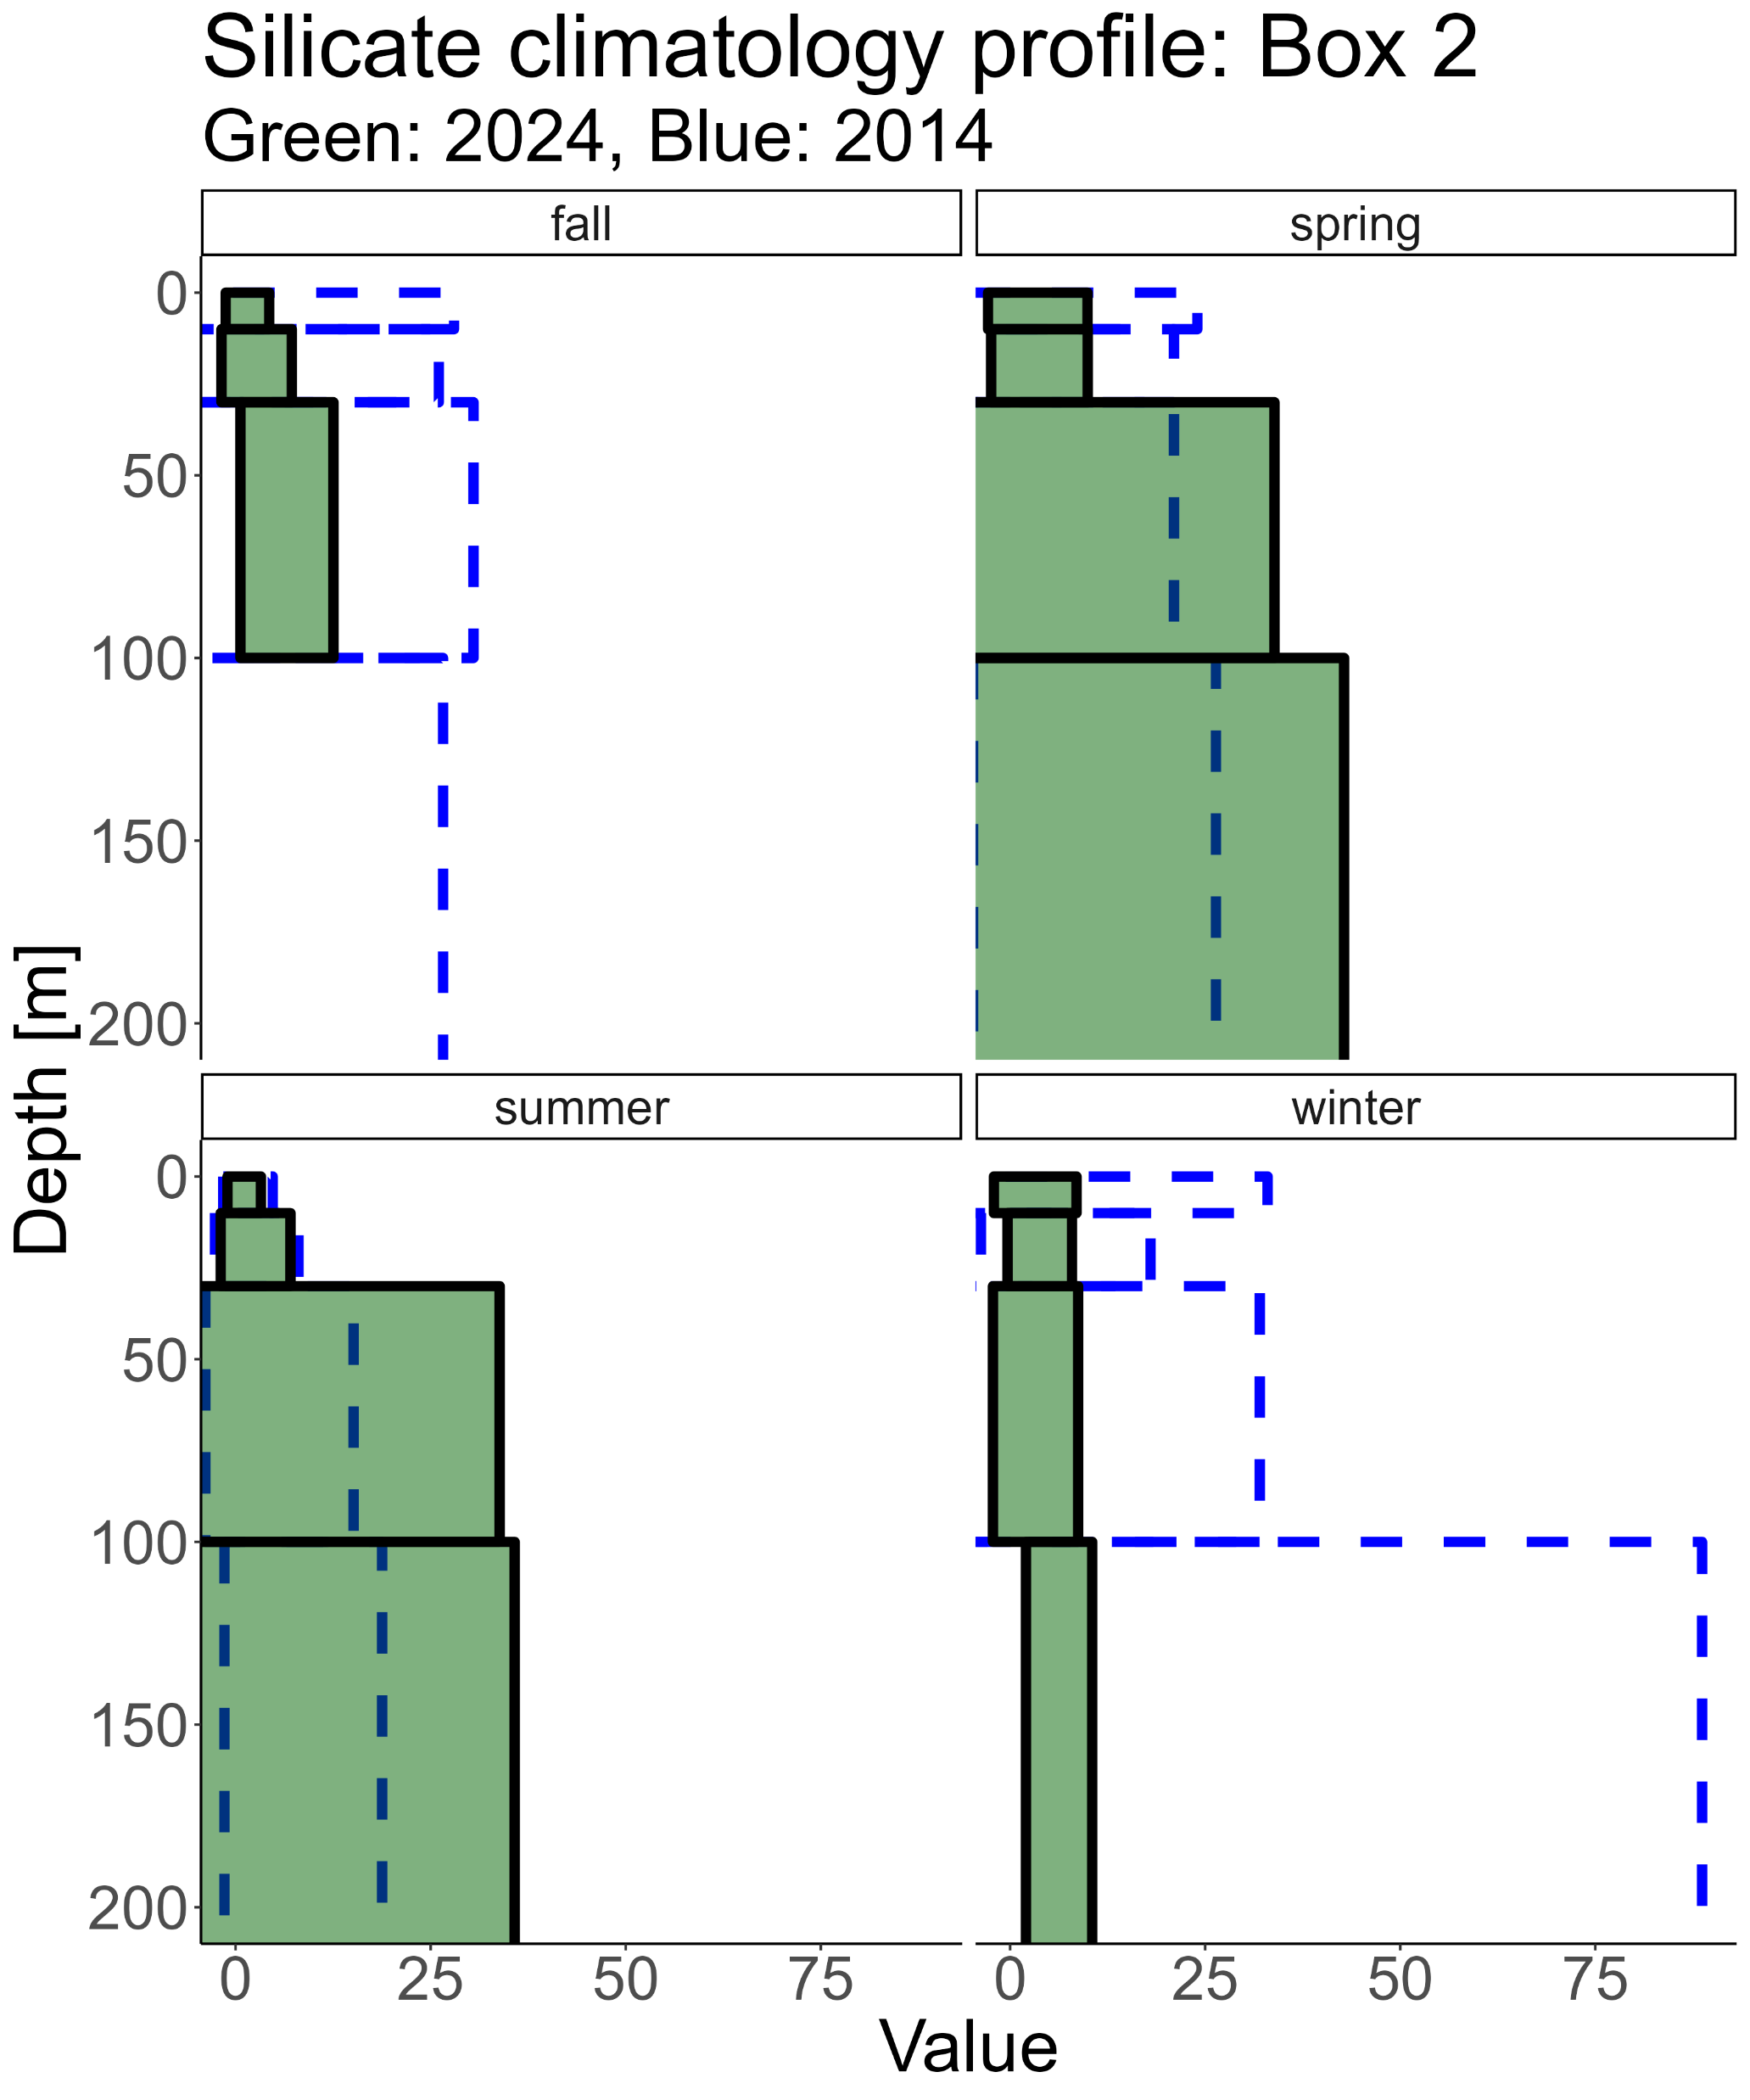 Silicate climatology profile: Box 2
Green: 2024, Blue: 2014
fall
spring
0
50
100
150
200
Depth [m]
summer
winter
0
50
100
150
200
0
25
50
75
0
25
50
75
Value